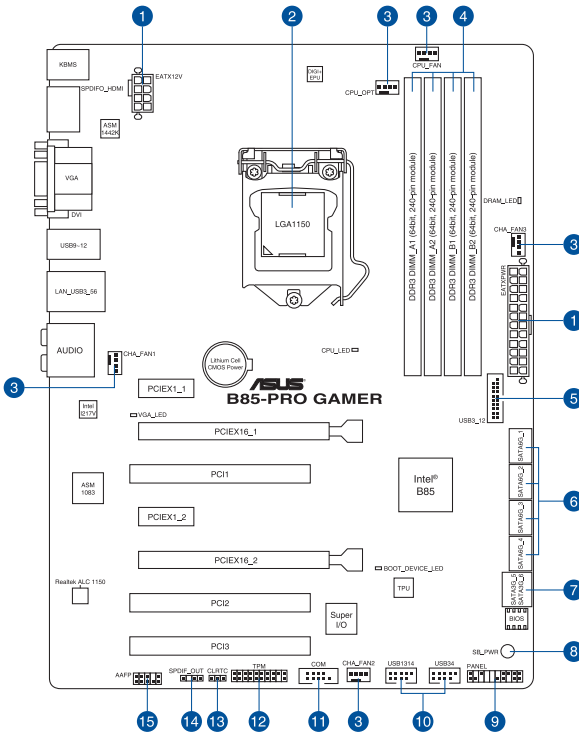 1
2
3
3
4
KBMS
CPU_FAN
DIGI+
EPU
EATX12V
SPDIFO_HDMI
CPU_OPT
ASM
1442K
VGA
DVI
LGA1150
DDR3 DIMM_A1 (64bit, 240-pin module)
DDR3 DIMM_A2 (64bit, 240-pin module)
DDR3 DIMM_B1 (64bit, 240-pin module)
DDR3 DIMM_B2 (64bit, 240-pin module)
DRAM_LED
CHA_FAN3
3
USB9-12
EATXPWR
LAN_USB3_56
1
AUDIO
CHA_FAN1
3
Lithium Cell
CMOS Power
CPU_LED
PCIEX1_1
ASUS
B85-PRO GAMER
5
USB3_12
Intel
I217V
VGA_LED
PCIEX16_1
SATA6G_1
SATA6G_2
SATA6G_3
SATA6G_4
6
PCI1
Intel®
B85
ASM
1083
PCIEX1_2
PCIEX16_2
BOOT_DEVICE_LED
TPU
SATA3G_5
SATA3G_6
7
Realtek ALC 1150
PCI2
Super
I/O
BIOS
PCI3
SB_PWR
8
AAFP
SPDIF_OUT
CLRTC
TPM
COM
CHA_FAN2
USB1314
USB34
PANEL
15
14
13
12
11
3
10
9